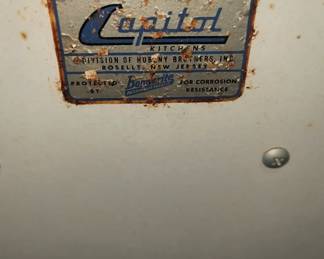 Capitol
KITCHENS
DIVISION OF HUBENY BROTHERS, INC.
ROSELLE, NEW JERSEY
PROTECTED BY Bonderite FOR CORROSION RESISTANCE